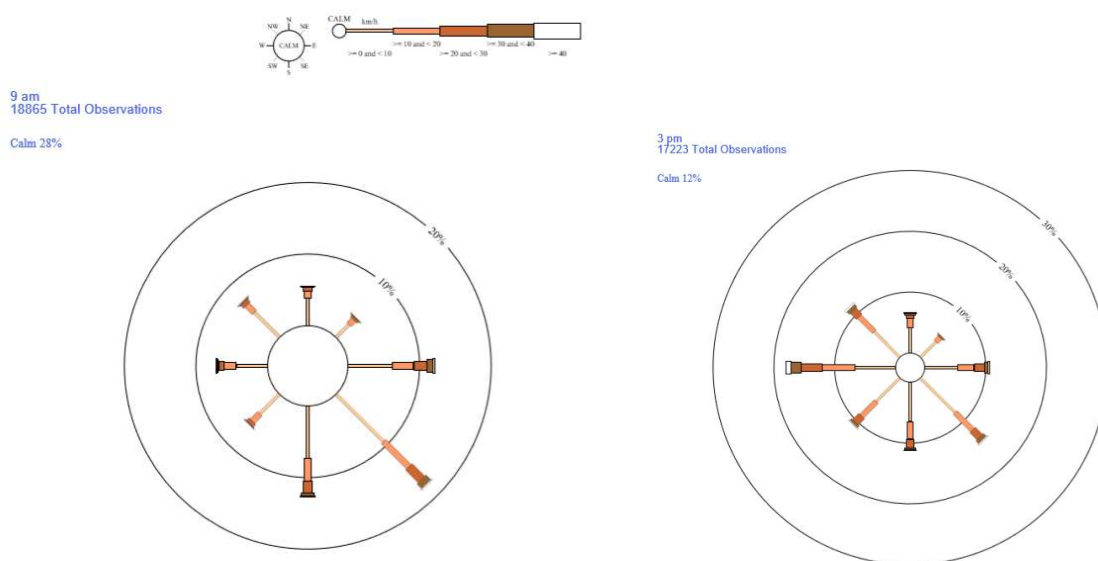 N
NW NE
W CALM E
SW SE
S
CALM km/h
>= 10 and < 20 >= 30 and < 40
>= 0 and < 10 >= 20 and < 30 >= 40
9 am
18865 Total Observations
Calm 28%
20%
10%
3 pm
17223 Total Observations
Calm 12%
30%
20%
10%